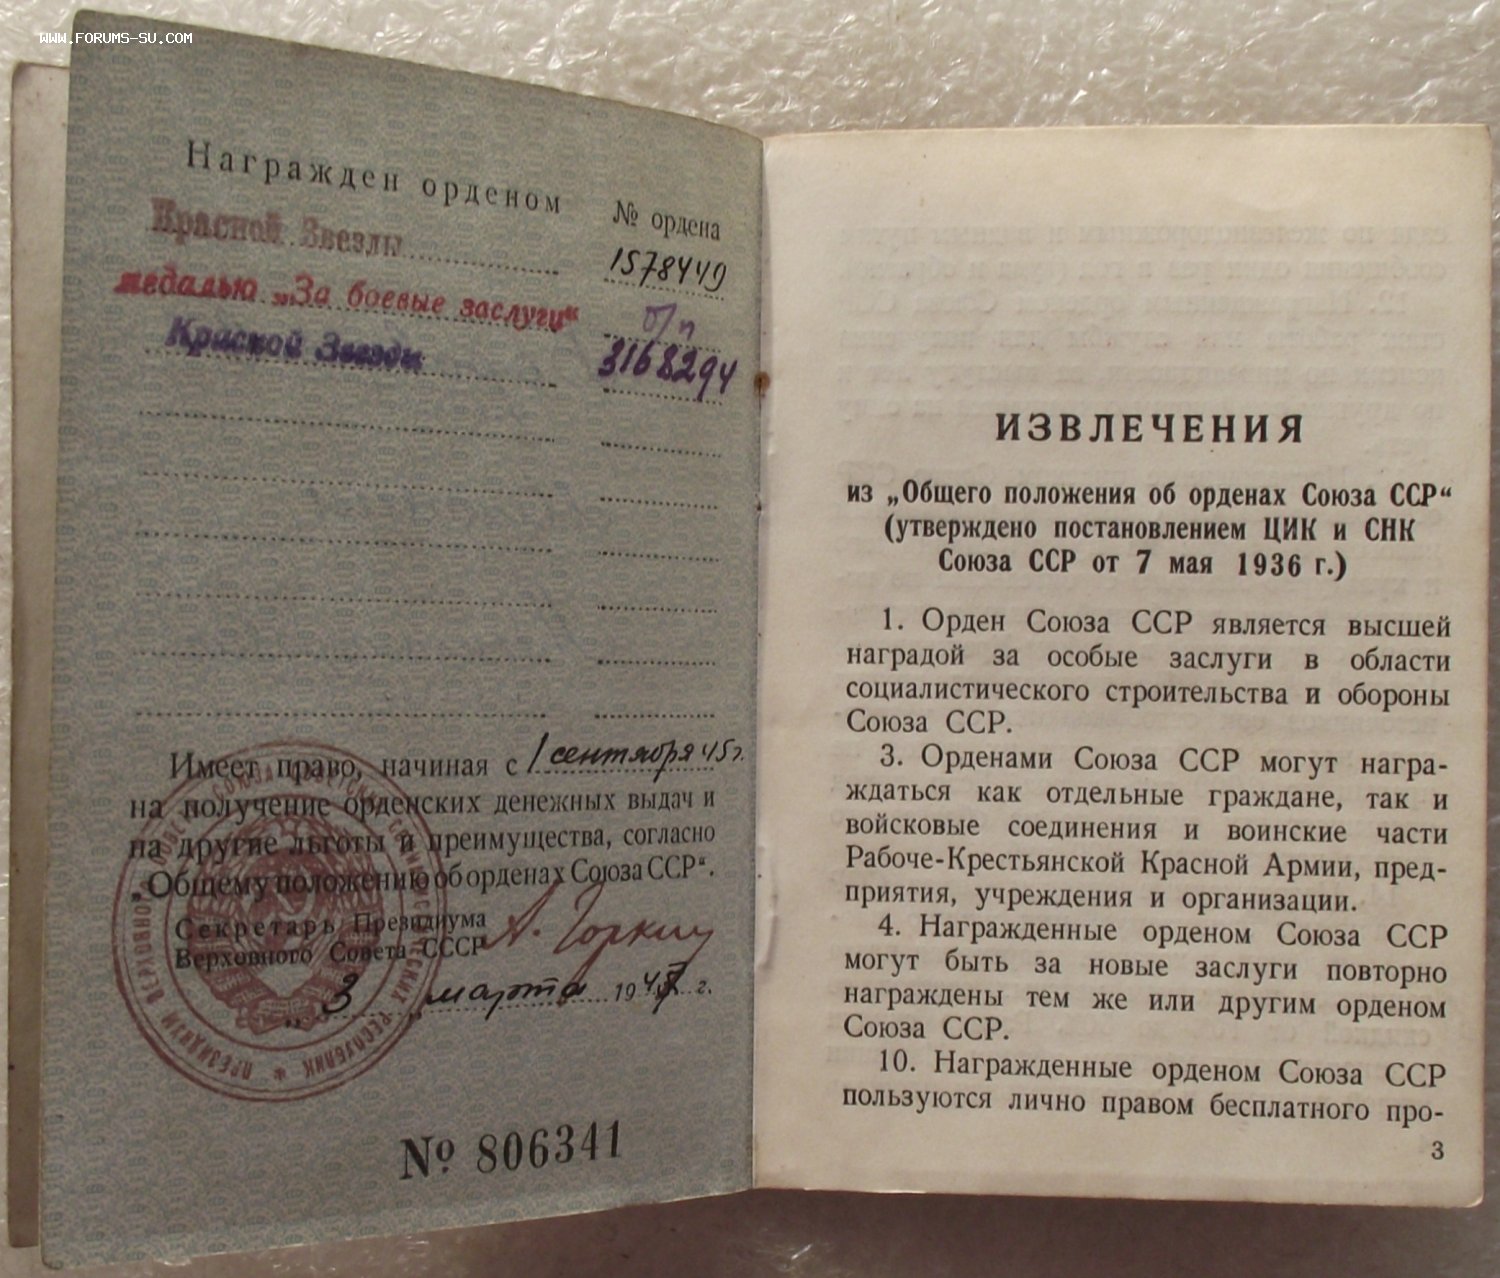 WWW.FORUMS-SU.COM
Награжден орденом № ордена
Красной Звезды 1578449
медалью „За боевые заслуги“ б/н
Красной Звезды 3168294
Имеет право, начиная с 1 сентября 45 г.
на получение орденских денежных выдач и
на другие льготы и преимущества, согласно
„Общему положению об орденах Союза ССР“.
Секретарь Президиума
Верховного Совета СССР А. Горкин
„3“ марта 194 г.
№ 806341
ИЗВЛЕЧЕНИЯ
из „Общего положения об орденах Союза ССР“
(утверждено постановлением ЦИК и СНК
Союза ССР от 7 мая 1936 г.)
1. Орден Союза ССР является высшей
наградой за особые заслуги в области
социалистического строительства и обороны
Союза ССР.
3. Орденами Союза ССР могут награ-
ждаться как отдельные граждане, так и
войсковые соединения и воинские части
Рабоче-Крестьянской Красной Армии, пред-
приятия, учреждения и организации.
4. Награжденные орденом Союза ССР
могут быть за новые заслуги повторно
награждены тем же или другим орденом
Союза ССР.
10. Награжденные орденом Союза ССР
пользуются лично правом бесплатного про-
3